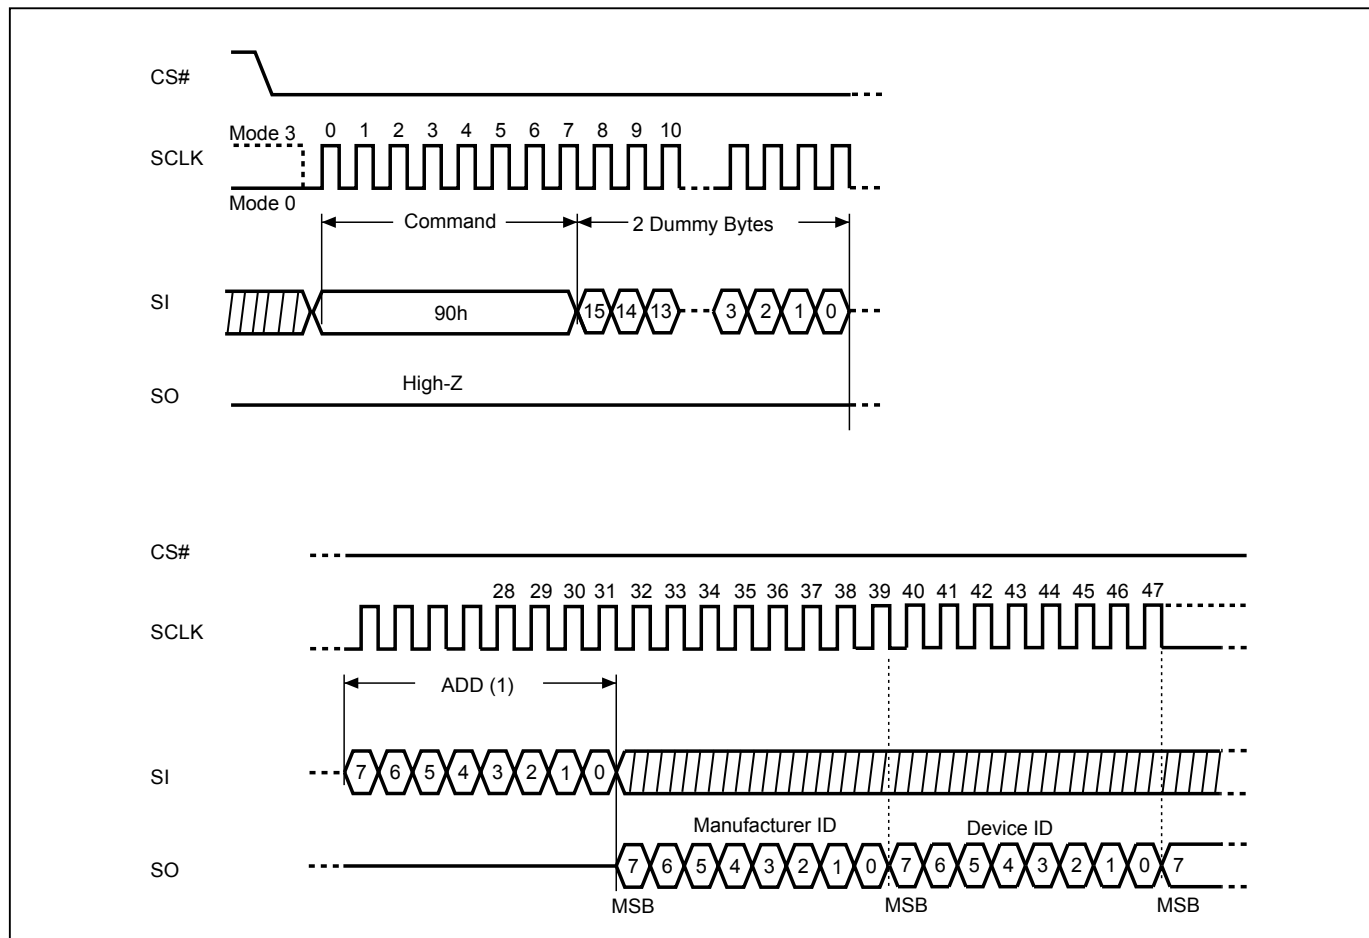 CS#
Mode 3 0 1 2 3 4 5 6 7 8 9 10
SCLK
Mode 0
Command 2 Dummy Bytes
SI 90h 15 14 13 3 2 1 0
High-Z
SO
CS#
28 29 30 31 32 33 34 35 36 37 38 39 40 41 42 43 44 45 46 47
SCLK
ADD (1)
SI 7 6 5 4 3 2 1 0
Manufacturer ID Device ID
SO 7 6 5 4 3 2 1 0 7 6 5 4 3 2 1 0 7
MSB MSB MSB